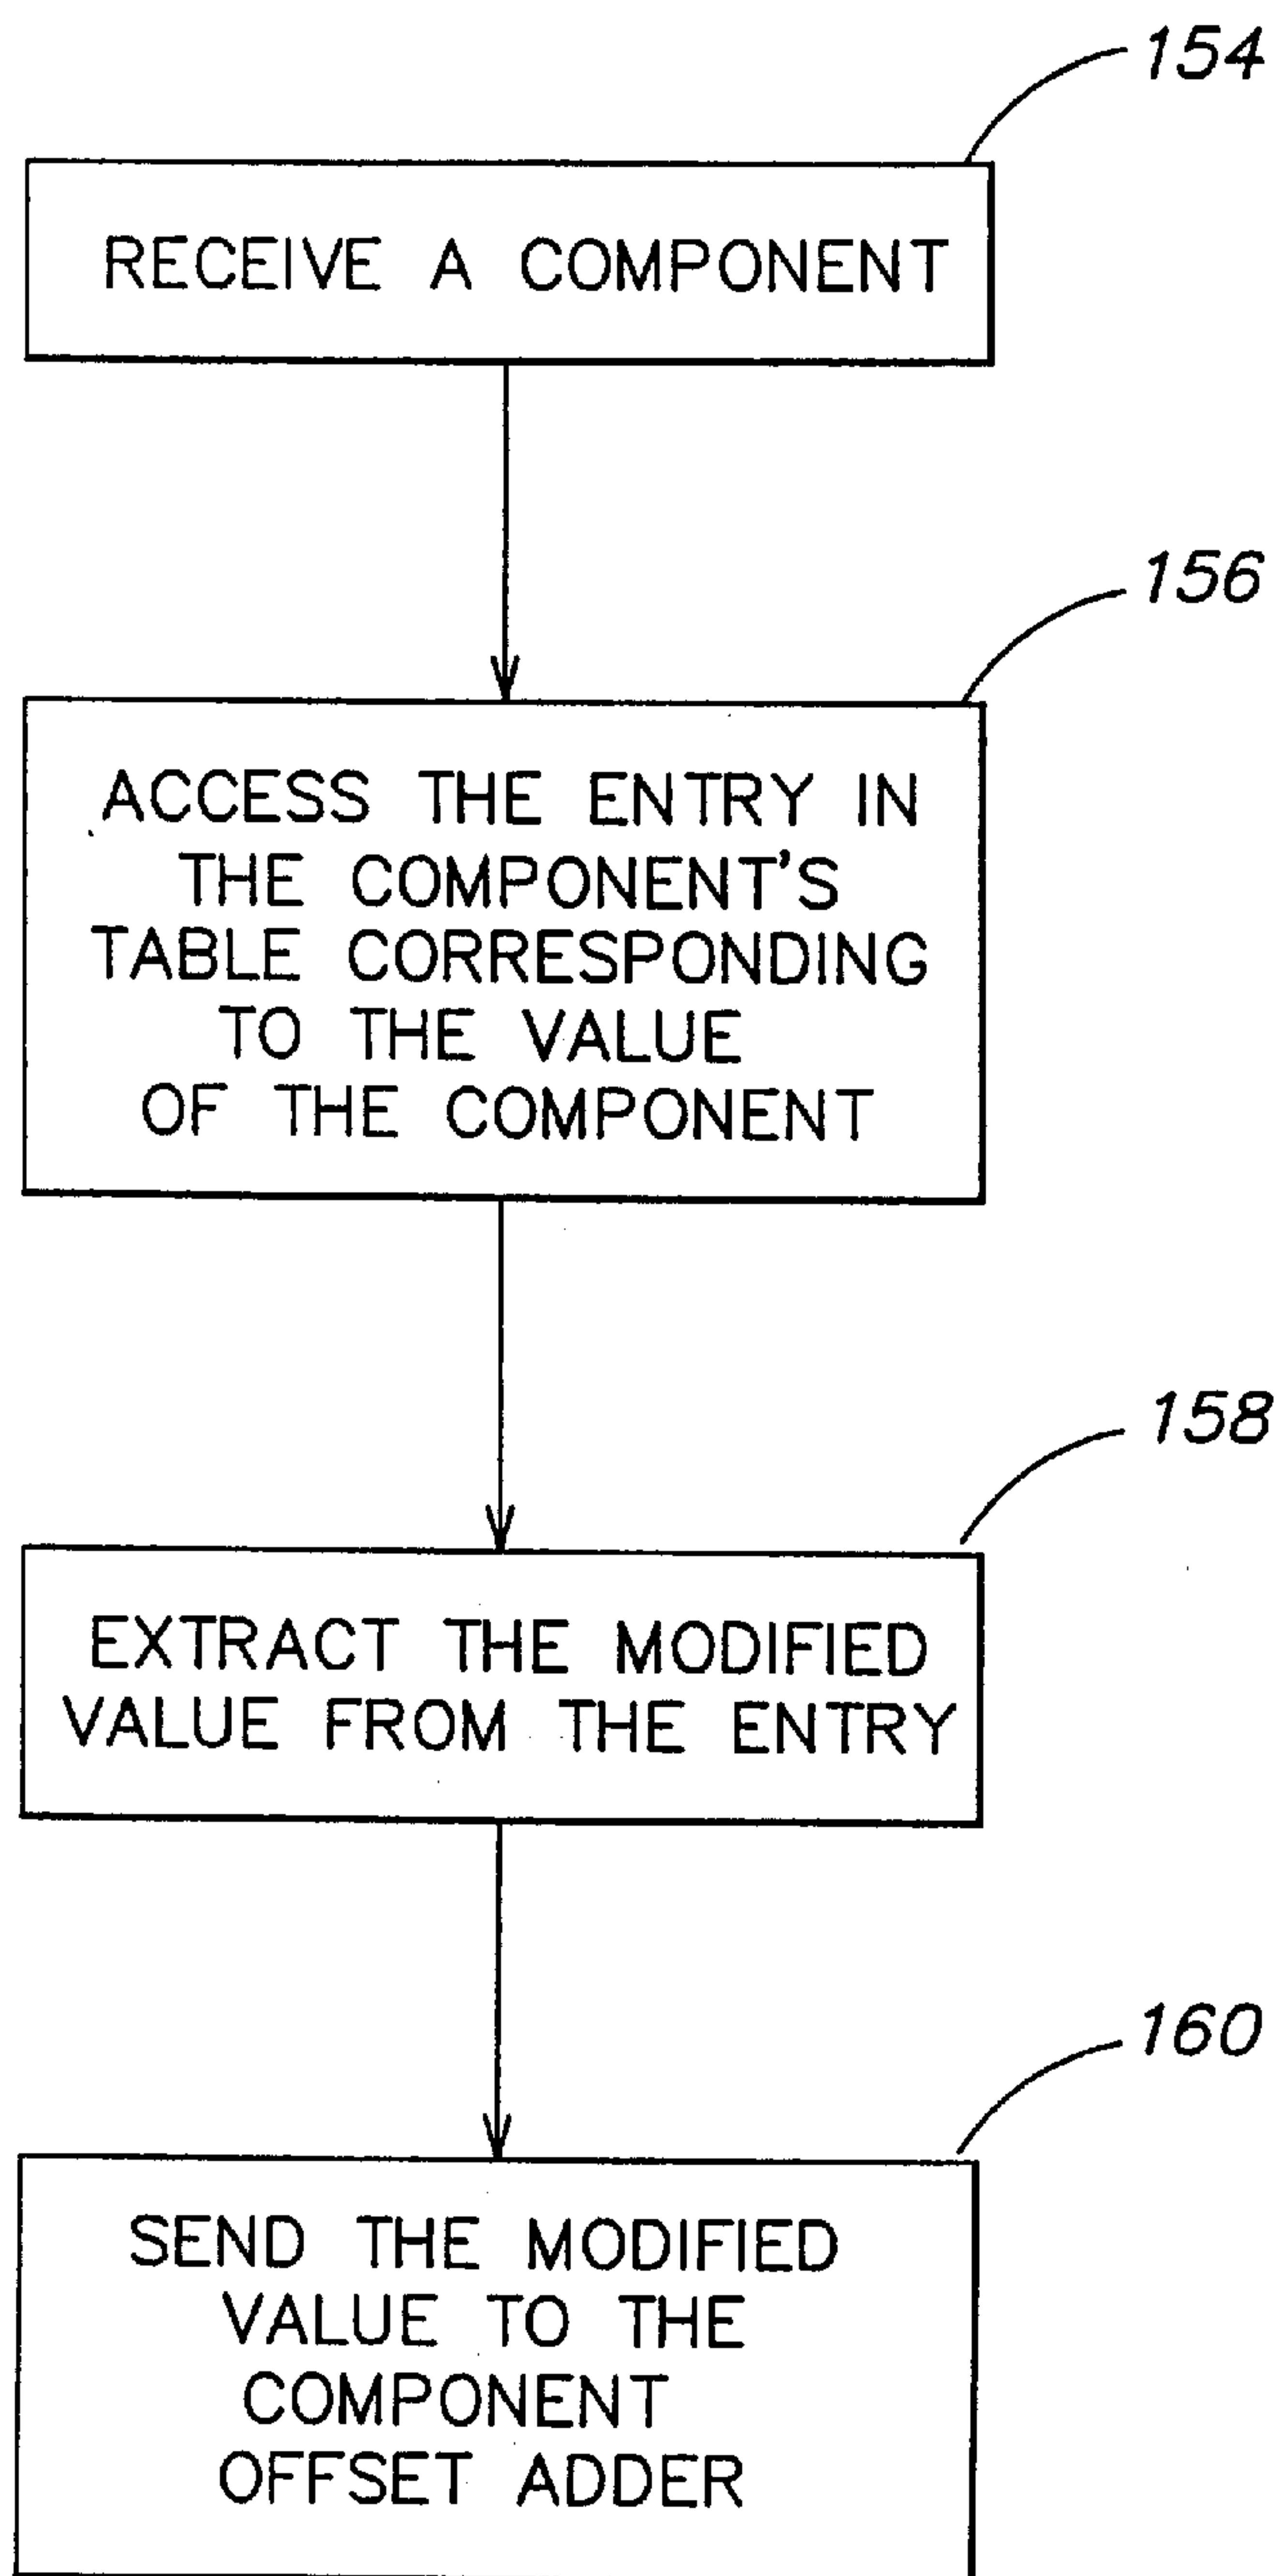 154
RECEIVE A COMPONENT
156
ACCESS THE ENTRY IN
THE COMPONENT'S
TABLE CORRESPONDING
TO THE VALUE
OF THE COMPONENT
158
EXTRACT THE MODIFIED
VALUE FROM THE ENTRY
160
SEND THE MODIFIED
VALUE TO THE
COMPONENT
OFFSET ADDER